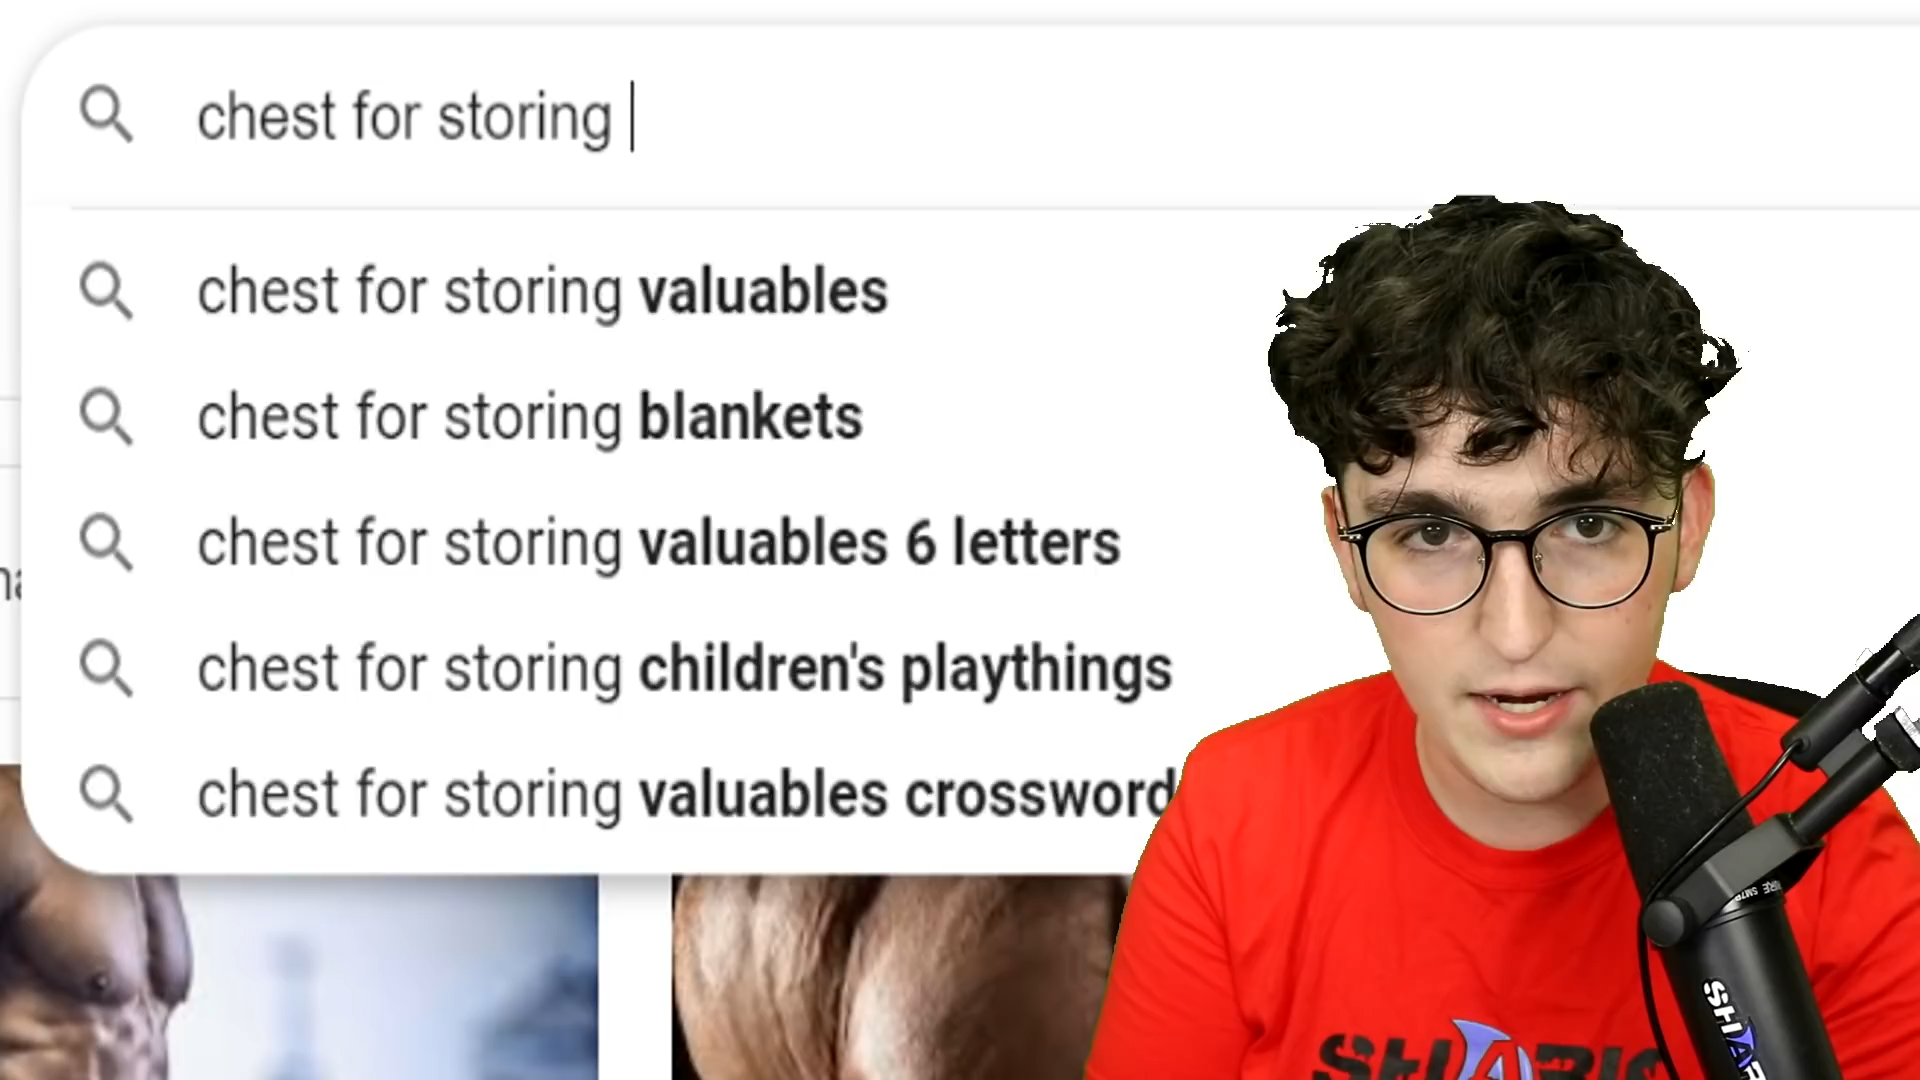 chest for storing
chest for storing valuables
chest for storing blankets
chest for storing valuables 6 letters
chest for storing children's playthings
chest for storing valuables crossword